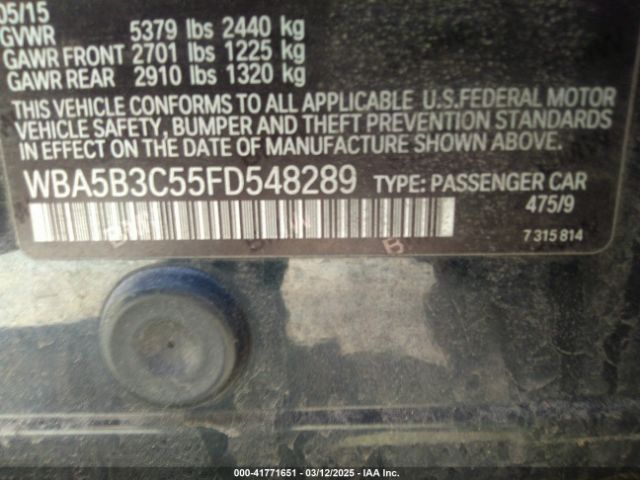 05/15
GVWR 5379 lbs 2440 kg
GAWR FRONT 2701 lbs 1225 kg
GAWR REAR 2910 lbs 1320 kg
THIS VEHICLE CONFORMS TO ALL APPLICABLE U.S.FEDERAL MOTOR
VEHICLE SAFETY, BUMPER AND THEFT PREVENTION STANDARDS
IN EFFECT ON THE DATE OF MANUFACTURE SHOWN ABOVE.
WBA5B3C55FD548289 TYPE: PASSENGER CAR
475/9
7 315 814
000-41771651 | 03/12/2025 | IAA Inc.